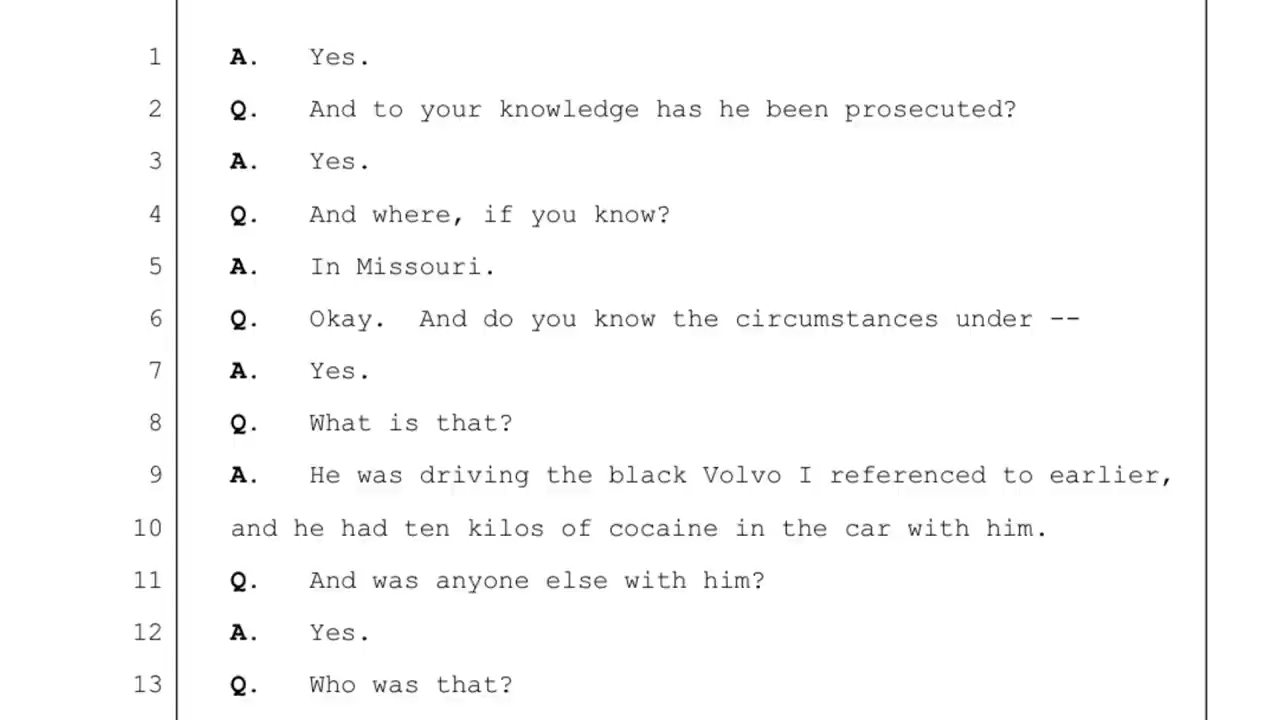 1 A. Yes.
2 Q. And to your knowledge has he been prosecuted?
3 A. Yes.
4 Q. And where, if you know?
5 A. In Missouri.
6 Q. Okay. And do you know the circumstances under --
7 A. Yes.
8 Q. What is that?
9 A. He was driving the black Volvo I referenced to earlier,
10 and he had ten kilos of cocaine in the car with him.
11 Q. And was anyone else with him?
12 A. Yes.
13 Q. Who was that?